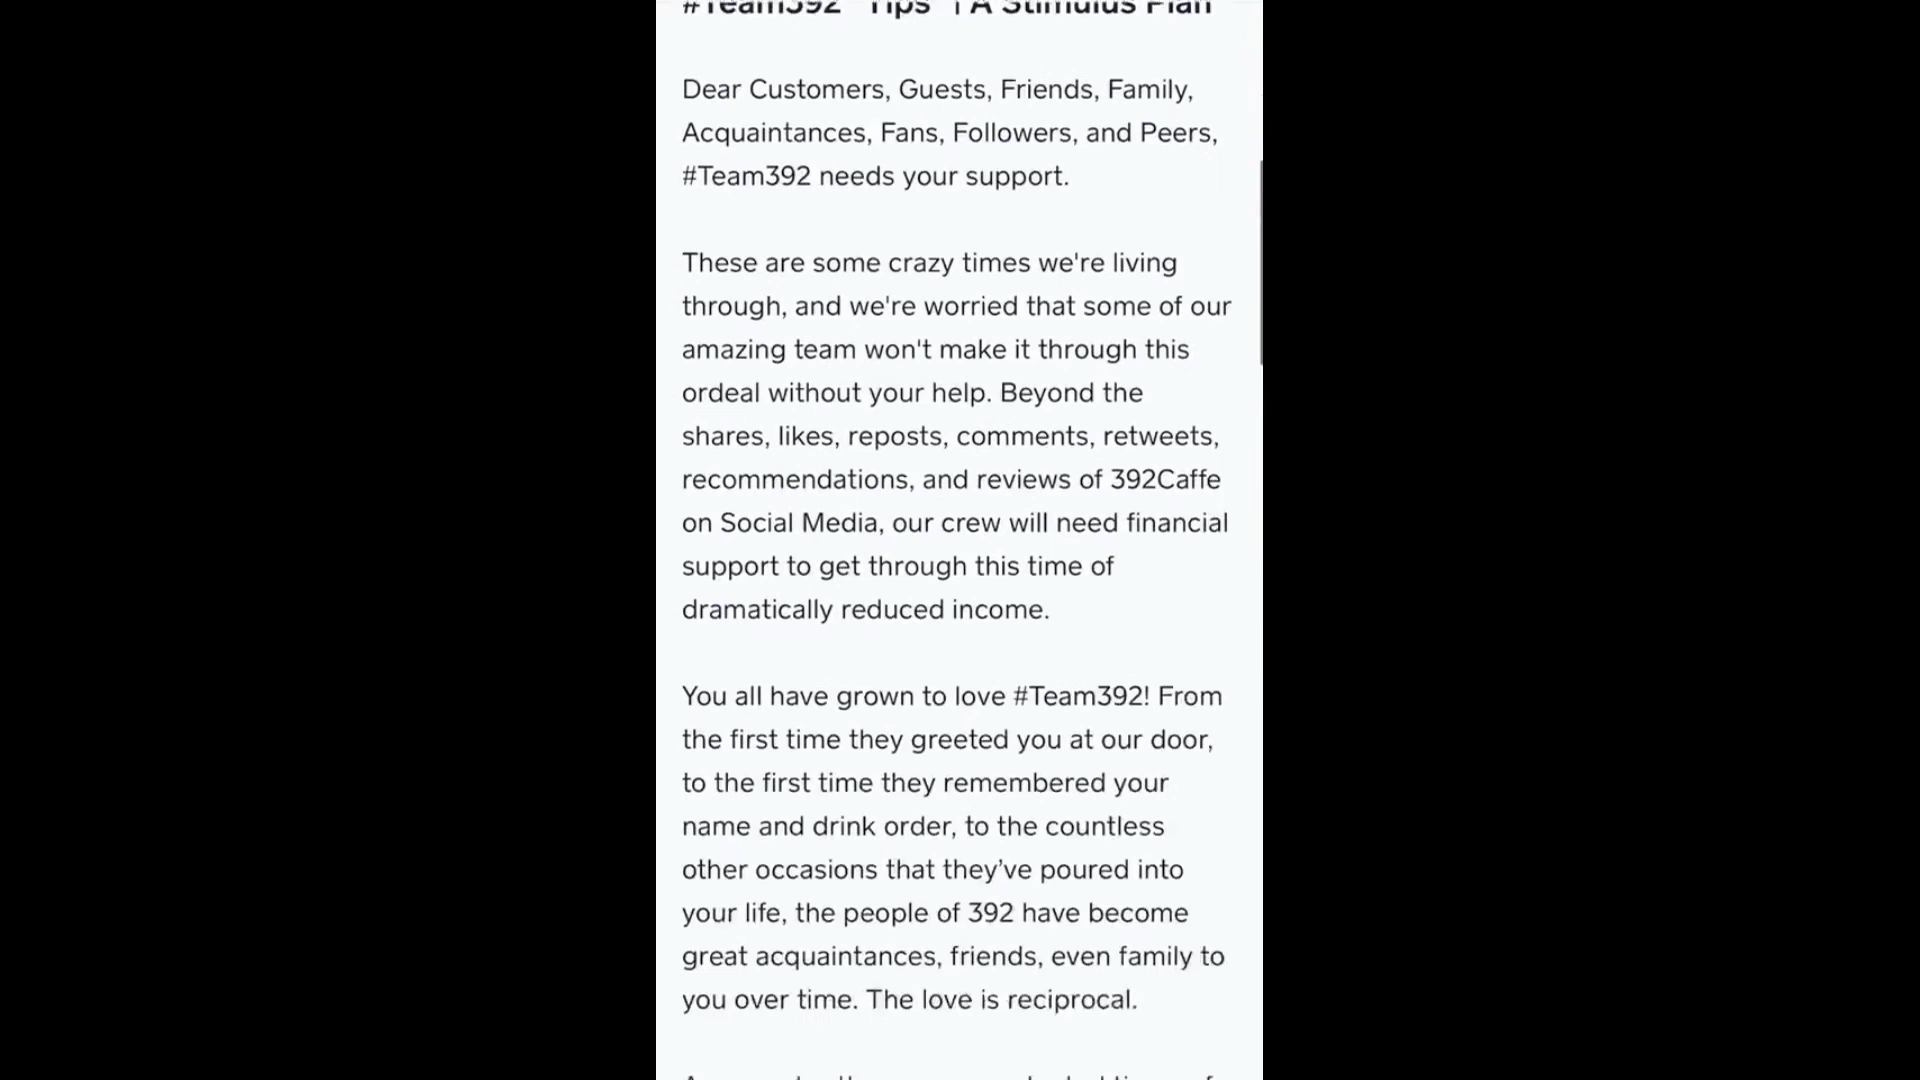 #Team392 "Tips" | A Stimulus Plan
Dear Customers, Guests, Friends, Family,
Acquaintances, Fans, Followers, and Peers,
#Team392 needs your support.
These are some crazy times we're living
through, and we're worried that some of our
amazing team won't make it through this
ordeal without your help. Beyond the
shares, likes, reposts, comments, retweets,
recommendations, and reviews of 392Caffe
on Social Media, our crew will need financial
support to get through this time of
dramatically reduced income.
You all have grown to love #Team392! From
the first time they greeted you at our door,
to the first time they remembered your
name and drink order, to the countless
other occasions that they’ve poured into
your life, the people of 392 have become
great acquaintances, friends, even family to
you over time. The love is reciprocal.